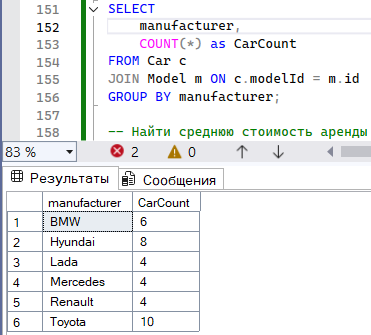 151 SELECT
152 manufacturer,
153 COUNT(*) as CarCount
154 FROM Car c
155 JOIN Model m ON c.modelId = m.id
156 GROUP BY manufacturer;
157
158 -- Найти среднюю стоимость аренды
83 % 2 0
Результаты Сообщения
manufacturer CarCount
1 BMW 6
2 Hyundai 8
3 Lada 4
4 Mercedes 4
5 Renault 4
6 Toyota 10